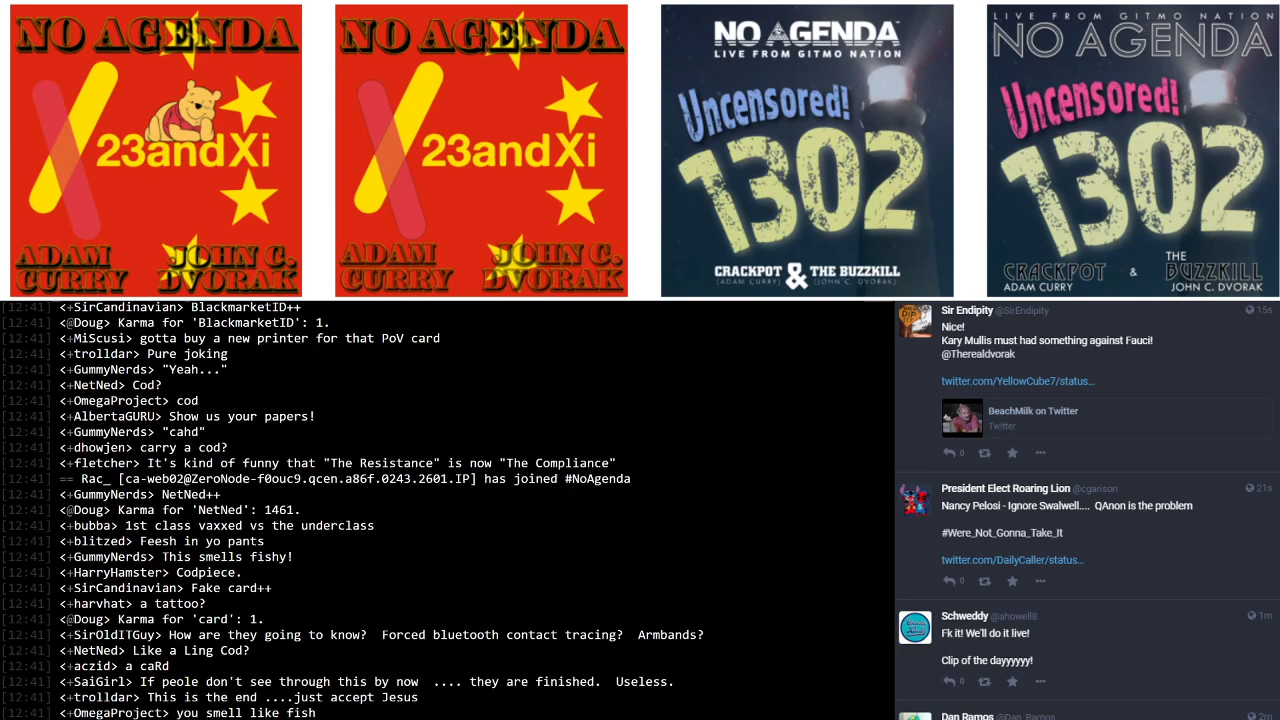 NO AGENDA
23andXi
ADAM CURRY
JOHN C. DVORAK
NO AGENDA
23andXi
ADAM CURRY
JOHN C. DVORAK
NO AGENDA
LIVE FROM GITMO NATION
Uncensored!
1302
CRACKPOT & THE BUZZKILL
[ADAM CURRY] [JOHN C. DVORAK]
LIVE FROM GITMO NATION
NO AGENDA
Uncensored!
1302
CRACKPOT & THE BUZZKILL
ADAM CURRY JOHN C. DVORAK
[12:41] <+SirCandinavian> BlackmarketID++
[12:41] <@Doug> Karma for 'BlackmarketID': 1.
[12:41] <+MiScusi> gotta buy a new printer for that PoV card
[12:41] <+trolldar> Pure joking
[12:41] <+GummyNerds> "Yeah..."
[12:41] <+NetNed> Cod?
[12:41] <+OmegaProject> cod
[12:41] <+AlbertaGURU> Show us your papers!
[12:41] <+GummyNerds> "cahd"
[12:41] <+dhowjen> carry a cod?
[12:41] <+fletcher> It's kind of funny that "The Resistance" is now "The Compliance"
[12:41] == Rac_ [ca-web02@ZeroNode-f0ouc9.qcen.a86f.0243.2601.IP] has joined #NoAgenda
[12:41] <+GummyNerds> NetNed++
[12:41] <@Doug> Karma for 'NetNed': 1461.
[12:41] <+bubba> 1st class vaxxed vs the underclass
[12:41] <+blitzed> Feesh in yo pants
[12:41] <+GummyNerds> This smells fishy!
[12:41] <+HarryHamster> Codpiece.
[12:41] <+SirCandinavian> Fake card++
[12:41] <+harvhat> a tattoo?
[12:41] <@Doug> Karma for 'card': 1.
[12:41] <+SirOldITGuy> How are they going to know?  Forced bluetooth contact tracing?  Armbands?
[12:41] <+NetNed> Like a Ling Cod?
[12:41] <+aczid> a caRd
[12:41] <+SaiGirl> If peole don't see through this by now  .... they are finished.  Useless.
[12:41] <+trolldar> This is the end ....just accept Jesus
[12:41] <+OmegaProject> you smell like fish
Sir Endipity @SirEndipity 15s
Nice!
Kary Mullis must had something against Fauci!
@Therealdvorak
twitter.com/YellowCube7/status…
BeachMilk on Twitter
Twitter
0
President Elect Roaring Lion @cgarison 21s
Nancy Pelosi - Ignore Swalwell.... QAnon is the problem
#Were_Not_Gonna_Take_It
twitter.com/DailyCaller/status…
0
Schweddy @ahowell8 1m
Fk it! We'll do it live!
Clip of the dayyyyyy!
0
Dan Ramos @Dan_Ramos 2m